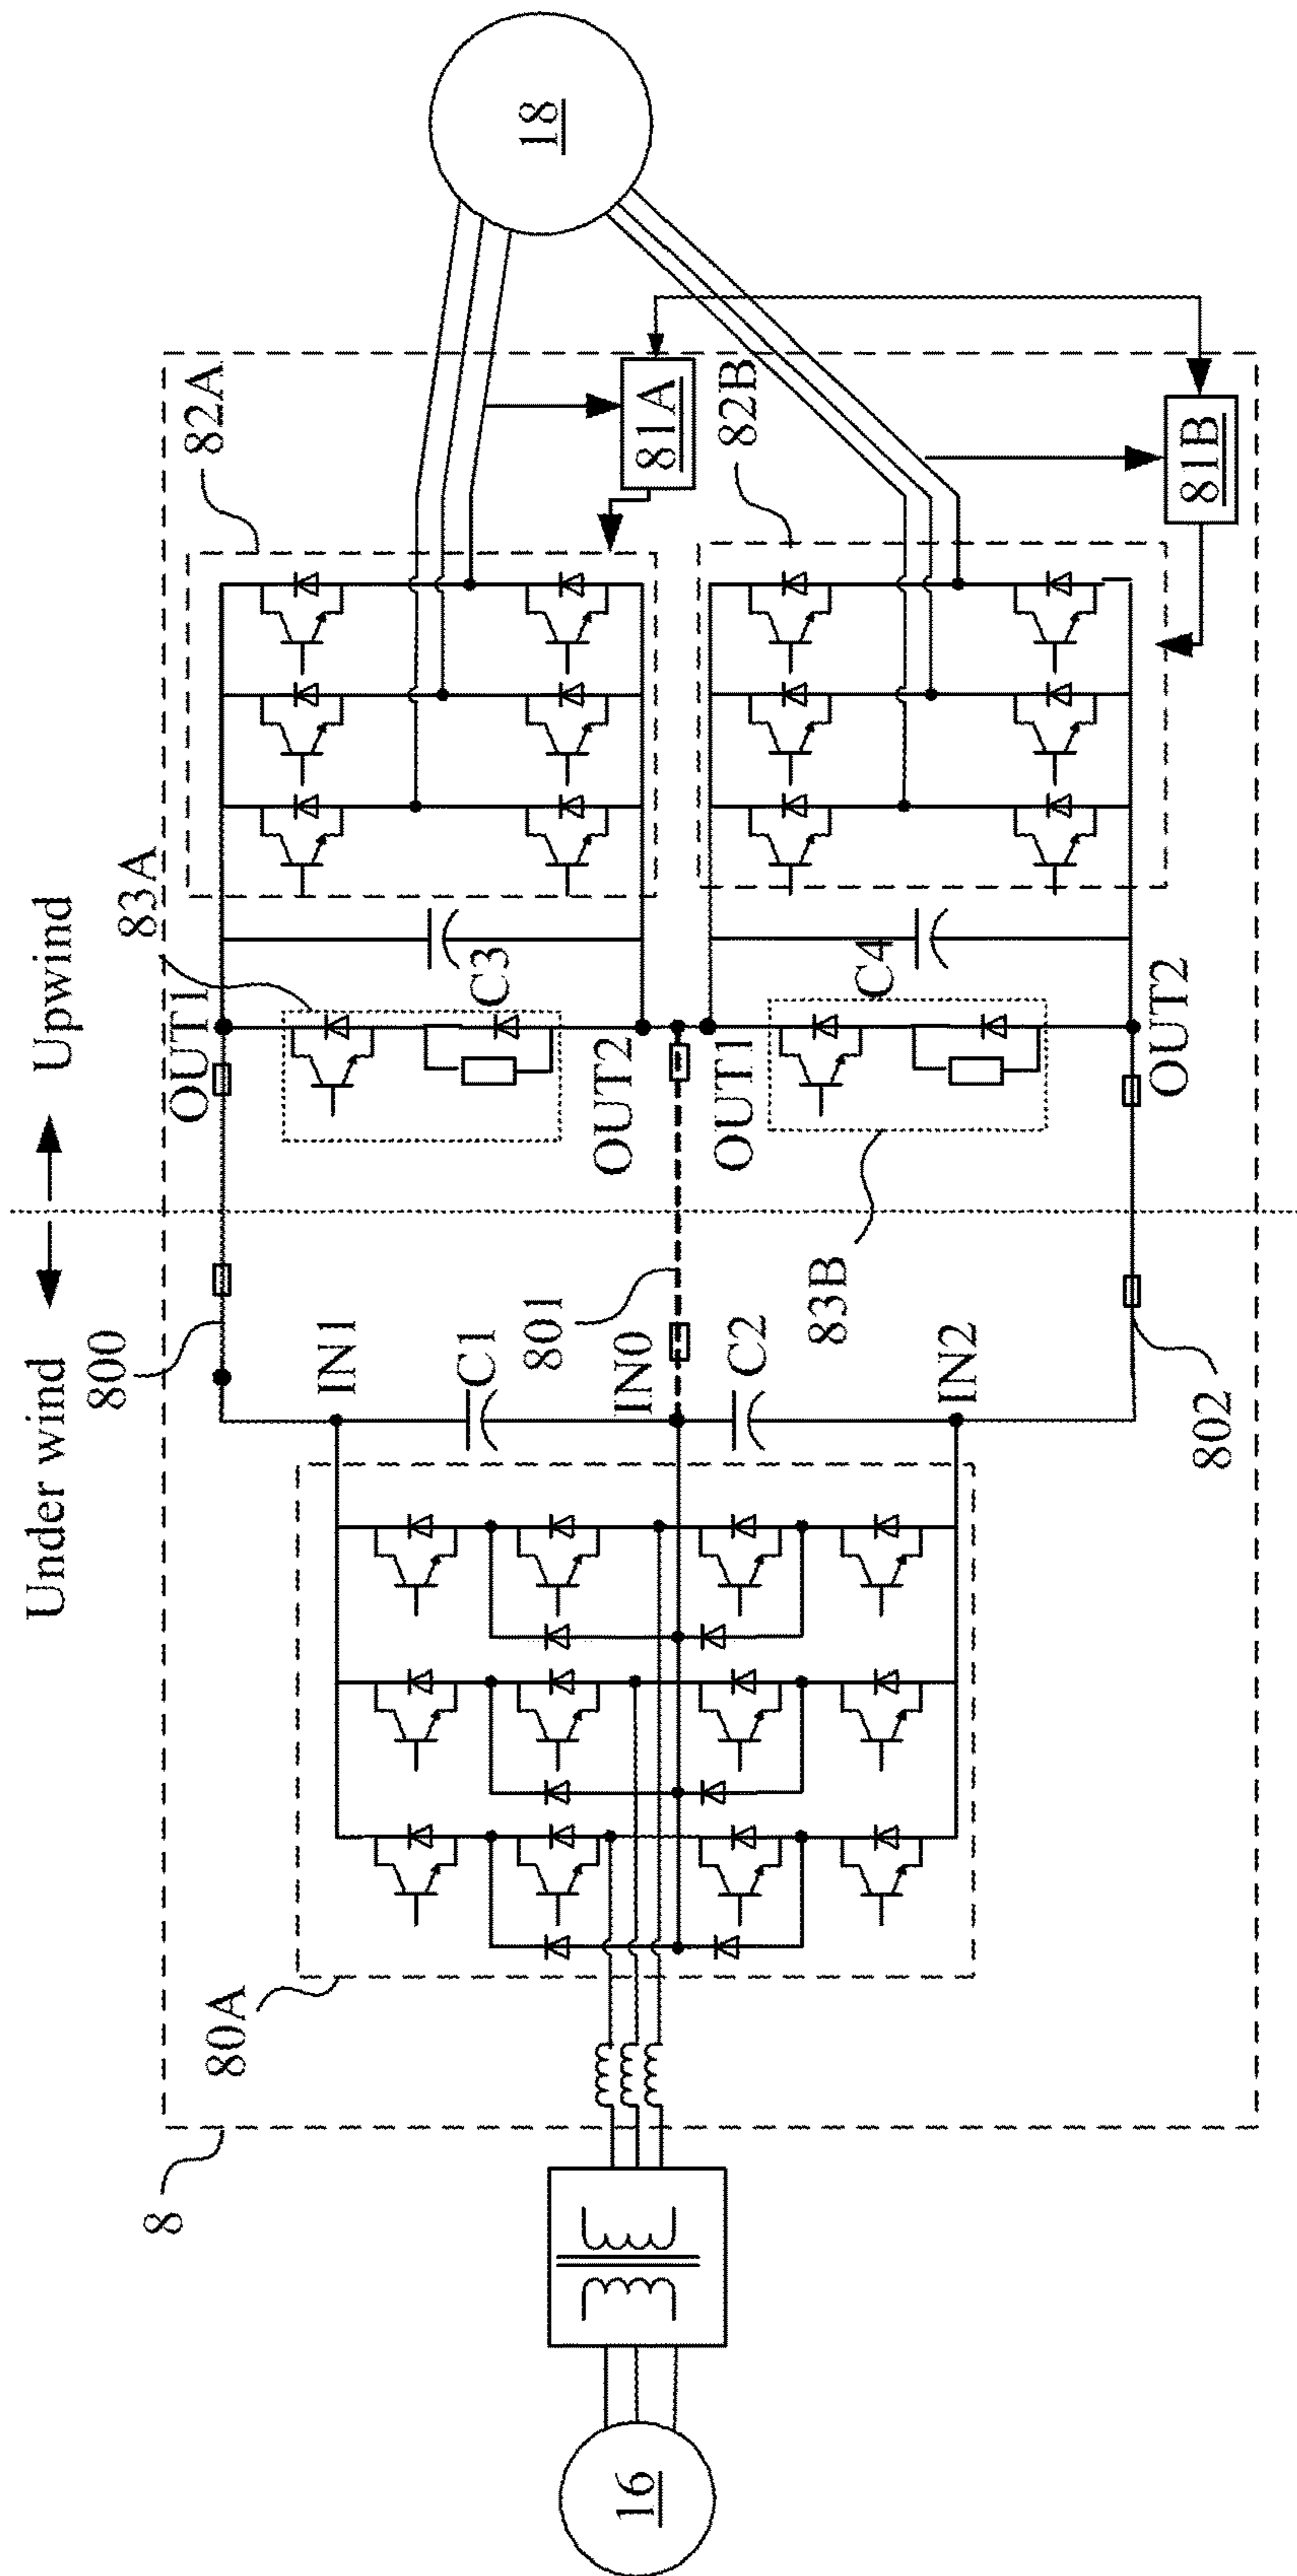 Under wind
Upwind
8
80A
800
IN1
C1
801
IN0
C2
IN2
802
83A
OUT1
C3
OUT2
OUT1
C4
OUT2
83B
82A
81A
82B
81B
16
18